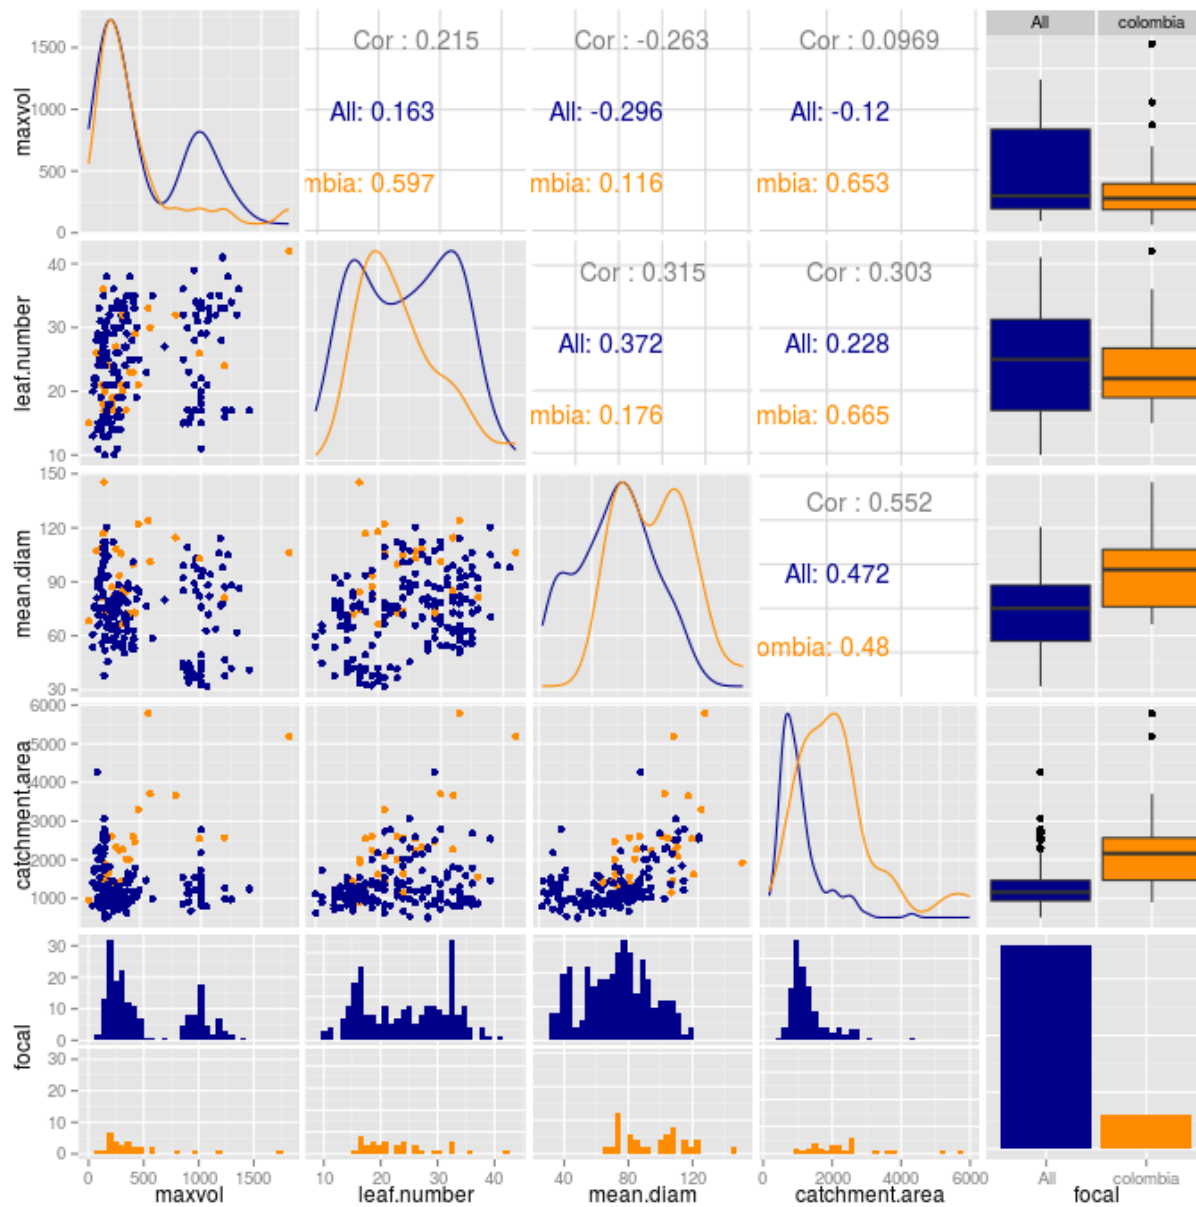 All colombia
1500
1000
500
0
maxvol
Cor : 0.215
All: 0.163
mbia: 0.597
Cor : -0.263
All: -0.296
mbia: 0.116
Cor : 0.0969
All: -0.12
mbia: 0.653
40
30
20
10
leaf.number
Cor : 0.315
All: 0.372
mbia: 0.176
Cor : 0.303
All: 0.228
mbia: 0.665
150
120
90
60
30
mean.diam
Cor : 0.552
All: 0.472
ombia: 0.48
6000
5000
4000
3000
2000
1000
catchment.area
30
20
10
0
30
20
10
0
focal
0 500 1000 1500
maxvol
10 20 30 40
leaf.number
40 80 120
mean.diam
0 2000 4000 6000
catchment.area
All colombia
focal